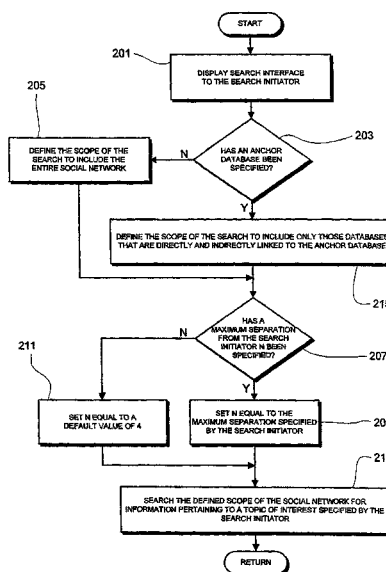 START
201
DISPLAY SEARCH INTERFACE
TO THE SEARCH INITIATOR
205
203
DEFINE THE SCOPE OF THE
SEARCH TO INCLUDE THE
ENTIRE SOCIAL NETWORK
N
HAS AN ANCHOR
DATABASE BEEN
SPECIFIED?
Y
DEFINE THE SCOPE OF THE SEARCH TO INCLUDE ONLY THOSE DATABASES
THAT ARE DIRECTLY AND INDIRECTLY LINKED TO THE ANCHOR DATABASE
N
HAS A
MAXIMUM SEPARATION
FROM THE SEARCH
INITIATOR N BEEN
SPECIFIED?
207
211
Y
SET N EQUAL TO A
DEFAULT VALUE OF 4
SET N EQUAL TO THE
MAXIMUM SEPARATION SPECIFIED
BY THE SEARCH INITIATOR
SEARCH THE DEFINED SCOPE OF THE SOCIAL NETWORK FOR
INFORMATION PERTAINING TO A TOPIC OF INTEREST SPECIFIED BY THE
SEARCH INITIATOR
RETURN